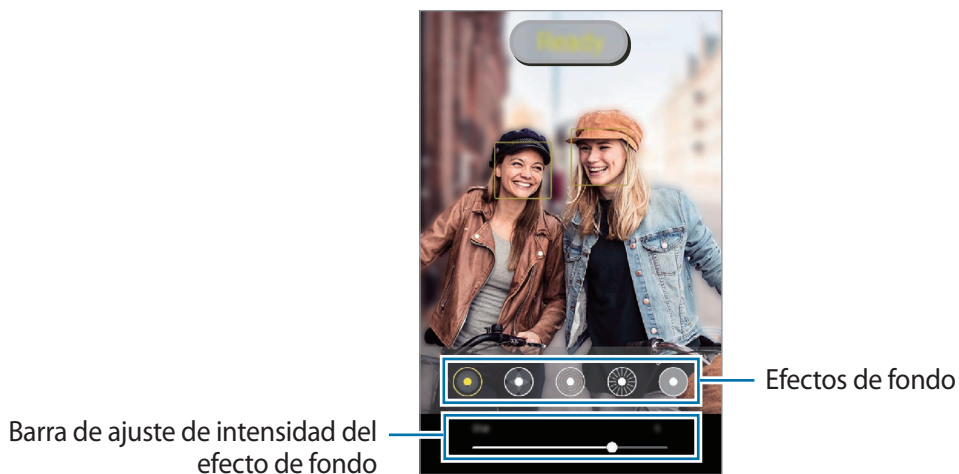 Ready
Efectos de fondo
Barra de ajuste de intensidad del
efecto de fondo